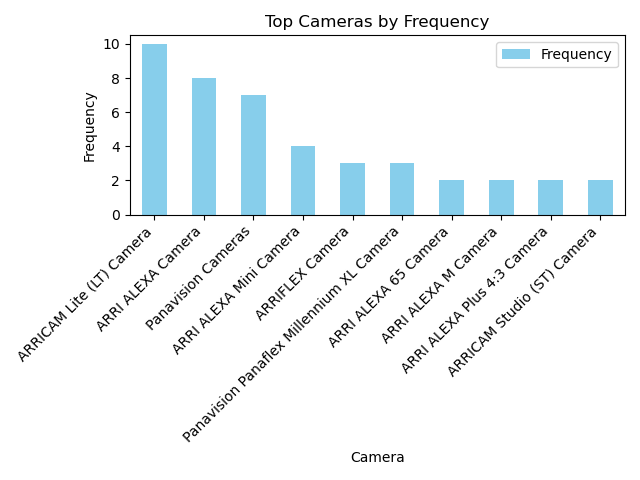 Top Cameras by Frequency
Frequency
10
8
6
4
2
0
Frequency
ARRICAM Lite (LT) Camera
ARRI ALEXA Camera
Panavision Cameras
ARRI ALEXA Mini Camera
ARRIFLEX Camera
Panavision Panaflex Millennium XL Camera
ARRI ALEXA 65 Camera
ARRI ALEXA M Camera
ARRI ALEXA Plus 4:3 Camera
ARRICAM Studio (ST) Camera
Camera